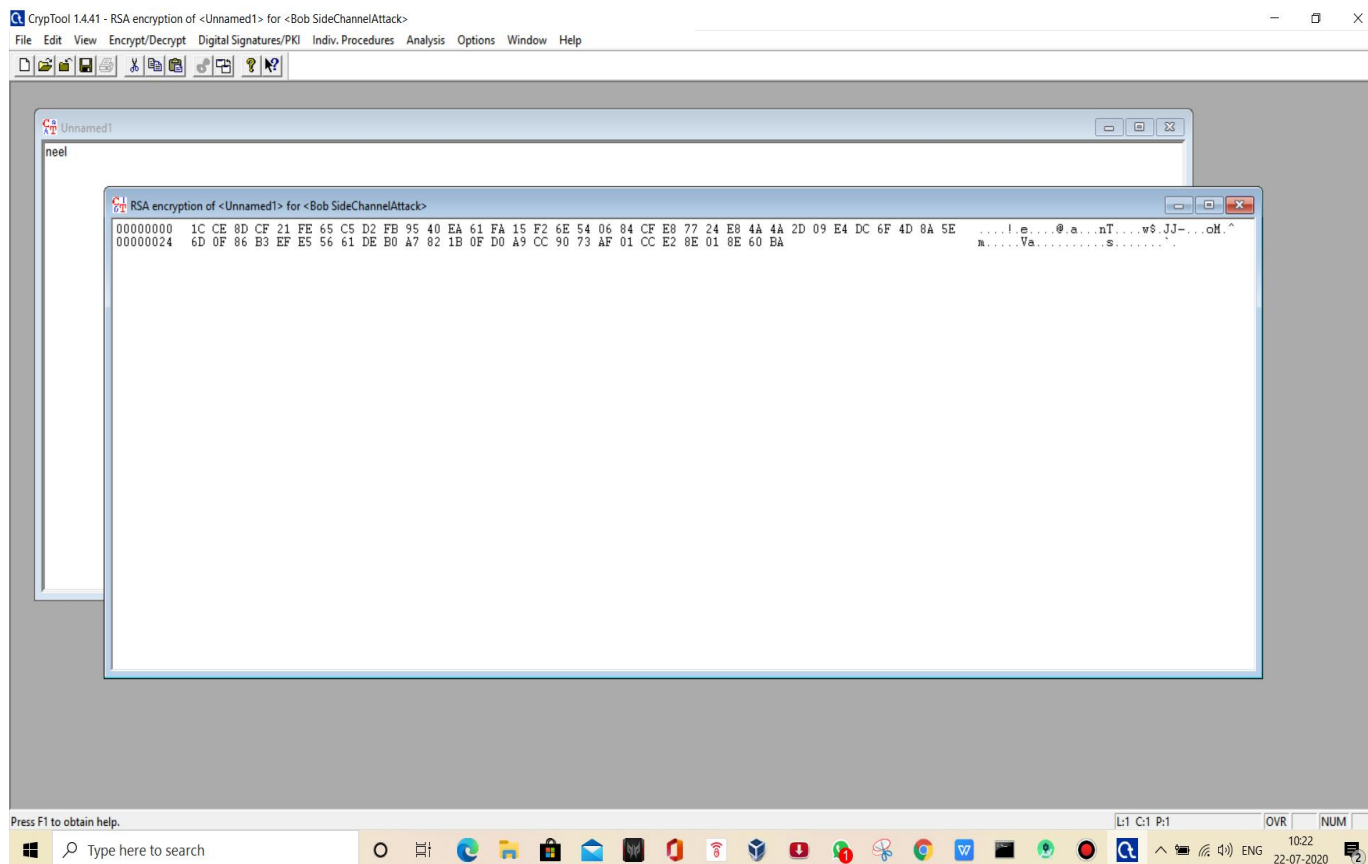 CrypTool 1.4.41 - RSA encryption of <Unnamed1> for <Bob SideChannelAttack>
File Edit View Encrypt/Decrypt Digital Signatures/PKI Indiv. Procedures Analysis Options Window Help
Unnamed1
neel
RSA encryption of <Unnamed1> for <Bob SideChannelAttack>
00000000 1C CE 8D CF 21 FE 65 C5 D2 FB 95 40 EA 61 FA 15 F2 6E 54 06 84 CF E8 77 24 E8 4A 4A 2D 09 E4 DC 6F 4D 8A 5E ....!.e....@.a...nT....w$.JJ-...oM.^
00000024 6D 0F 86 B3 EF E5 56 61 DE B0 A7 82 1B 0F D0 A9 CC 90 73 AF 01 CC E2 8E 01 8E 60 BA m.....Va..........s.......`.
Press F1 to obtain help.
L:1 C:1 P:1 OVR NUM
Type here to search
ENG
10:22
22-07-2020